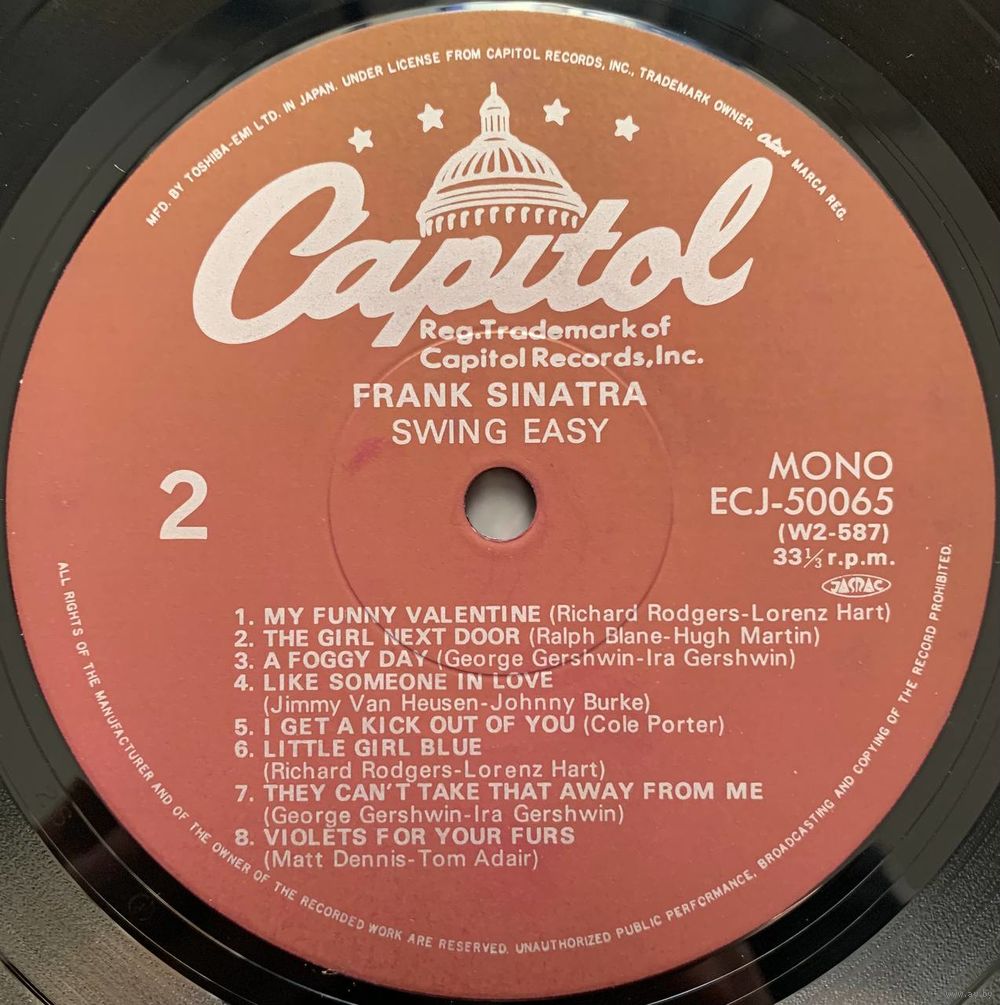 MFD. BY TOSHIBA-EMI LTD. IN JAPAN. UNDER LICENSE FROM CAPITOL RECORDS, INC., TRADEMARK OWNER. Capitol MARCA REG.
Capitol
Reg. Trademark of
Capitol Records, Inc.
FRANK SINATRA
SWING EASY
2
MONO
ECJ-50065
(W2-587)
33⅓ r.p.m.
JASRAC
1. MY FUNNY VALENTINE (Richard Rodgers-Lorenz Hart)
2. THE GIRL NEXT DOOR (Ralph Blane-Hugh Martin)
3. A FOGGY DAY (George Gershwin-Ira Gershwin)
4. LIKE SOMEONE IN LOVE
(Jimmy Van Heusen-Johnny Burke)
5. I GET A KICK OUT OF YOU (Cole Porter)
6. LITTLE GIRL BLUE
(Richard Rodgers-Lorenz Hart)
7. THEY CAN'T TAKE THAT AWAY FROM ME
(George Gershwin-Ira Gershwin)
8. VIOLETS FOR YOUR FURS
(Matt Dennis-Tom Adair)
ALL RIGHTS OF THE MANUFACTURER AND OF THE OWNER OF THE RECORDED WORK ARE RESERVED. UNAUTHORIZED PUBLIC PERFORMANCE, BROADCASTING AND COPYING OF THE RECORD PROHIBITED.
www.ay.by